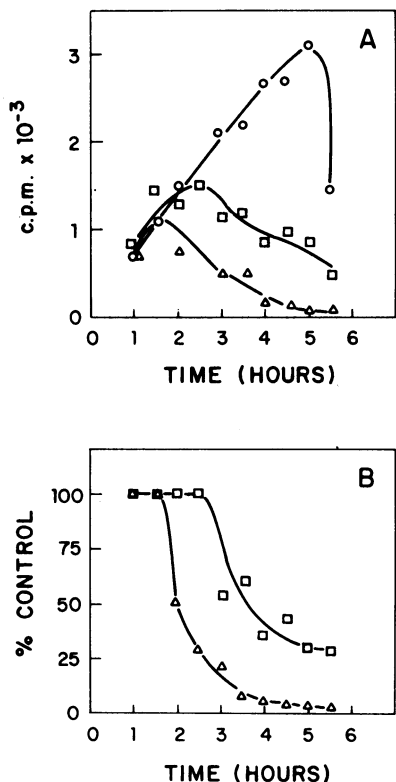 A
c.p.m. x 10⁻³
3
2
1
0
0 1 2 3 4 5 6
TIME (HOURS)
B
% CONTROL
100
75
50
25
0
0 1 2 3 4 5 6
TIME (HOURS)